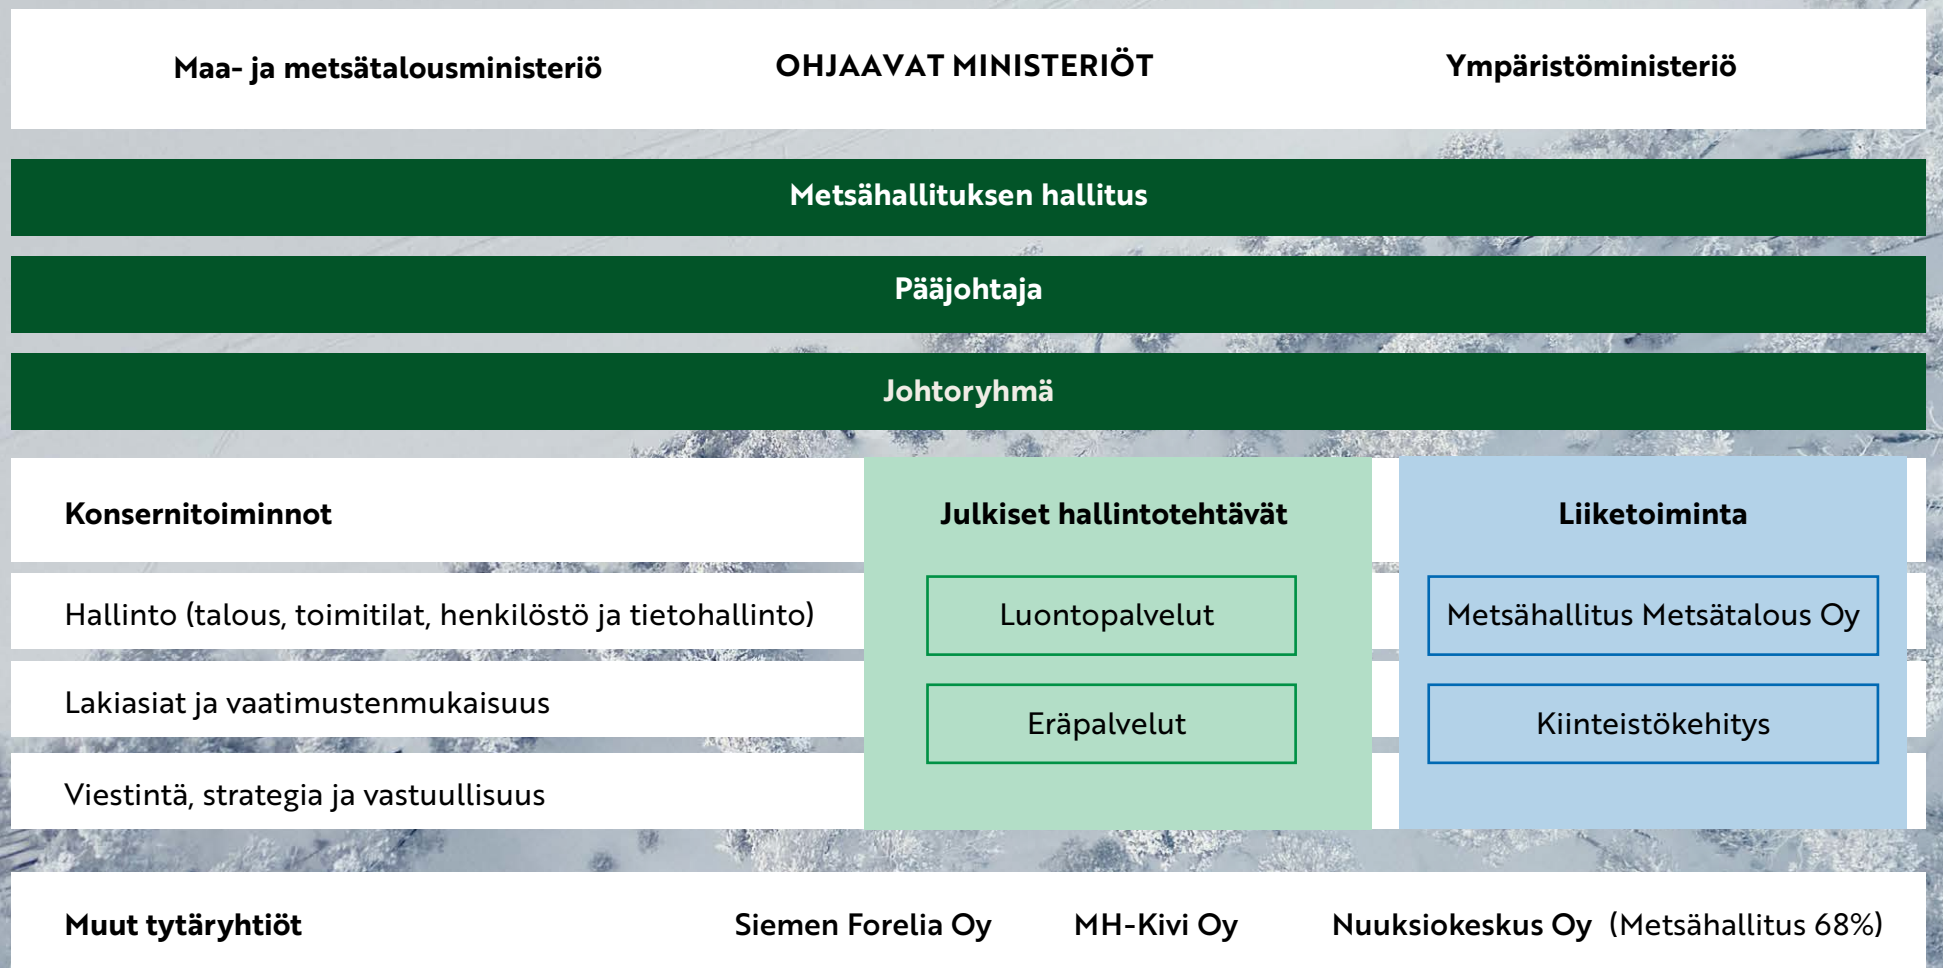 Maa- ja metsätalousministeriö
OHJAAVAT MINISTERIÖT
Ympäristöministeriö
Metsähallituksen hallitus
Pääjohtaja
Johtoryhmä
Konsernitoiminnot
Hallinto (talous, toimitilat, henkilöstö ja tietohallinto)
Lakiasiat ja vaatimustenmukaisuus
Viestintä, strategia ja vastuullisuus
Julkiset hallintotehtävät
Luontopalvelut
Eräpalvelut
Liiketoiminta
Metsähallitus Metsätalous Oy
Kiinteistökehitys
Muut tytäryhtiöt
Siemen Forelia Oy
MH-Kivi Oy
Nuuksiokeskus Oy (Metsähallitus 68%)